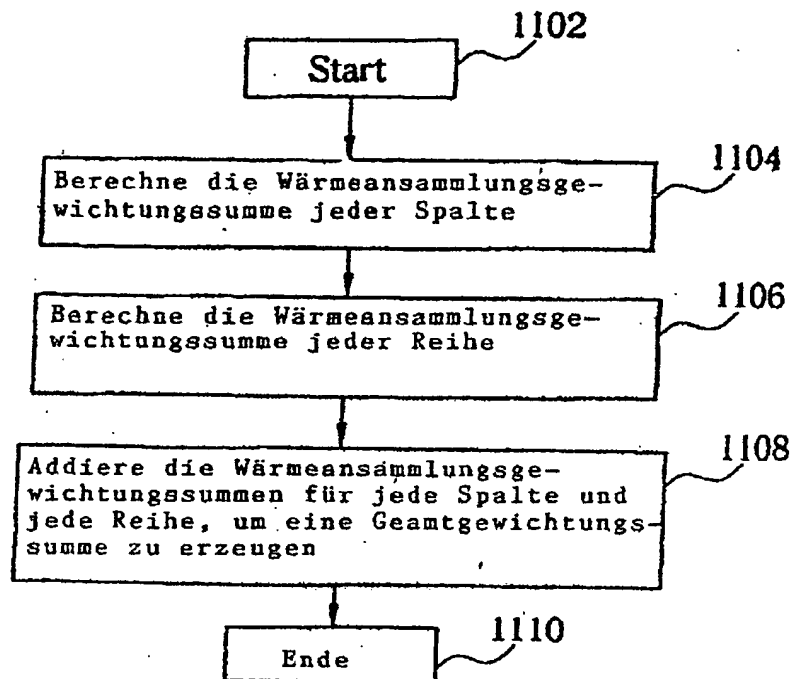 1102
Start
1104
Berechne die Wärmeansammlungsge-
wichtungssumme jeder Spalte
1106
Berechne die Wärmeansammlungsge-
wichtungssumme jeder Reihe
1108
Addiere die Wärmeansammlungsge-
wichtungssummen für jede Spalte und
jede Reihe, um eine Geamtgewichtungs-
summe zu erzeugen
1110
Ende